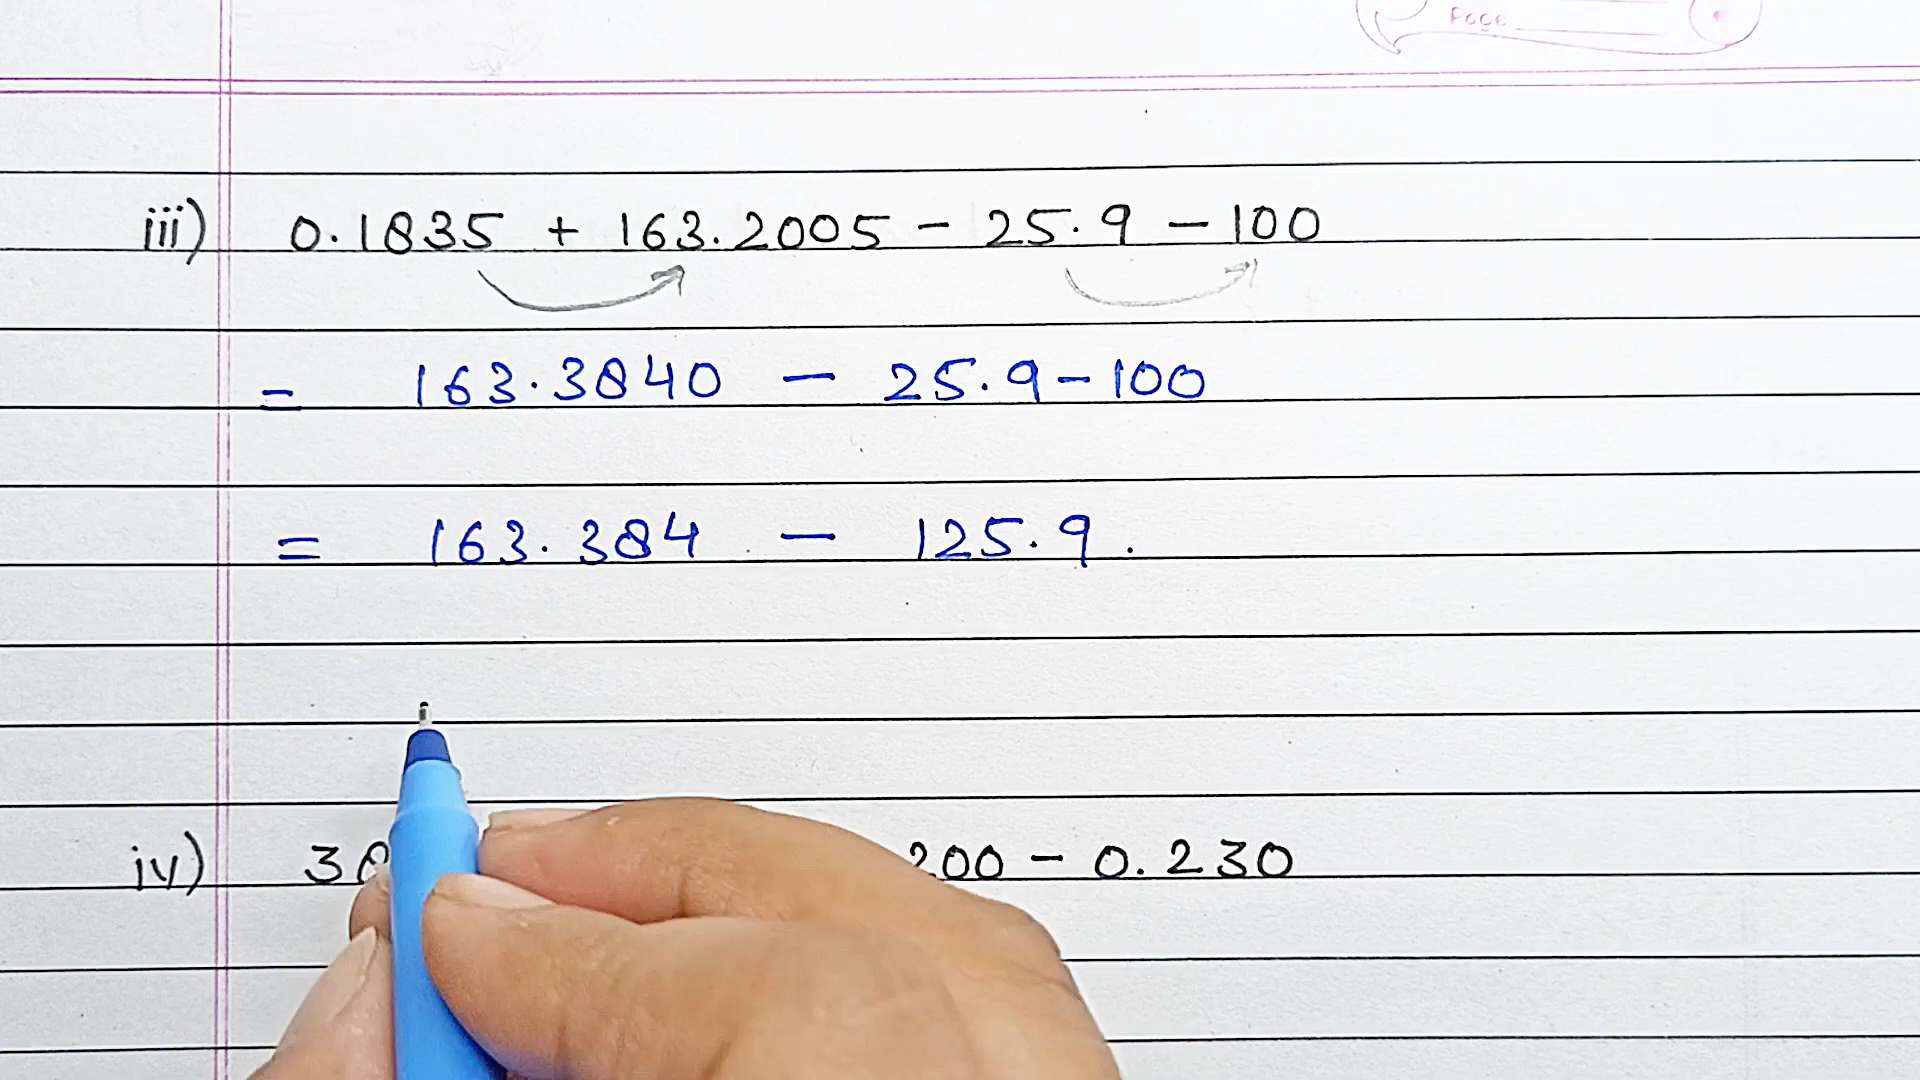 Page
iii) 0.1835 + 163.2005 - 25.9 - 100
= 163.3840 - 25.9 - 100
= 163.384 - 125.9.
iv) 200 - 0.230